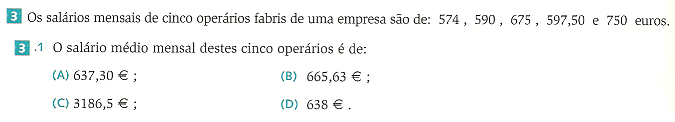 3 Os salários mensais de cinco operários fabris de uma empresa são de: 574 , 590 , 675 , 597,50 e 750 euros.
3 .1 O salário médio mensal destes cinco operários é de:
(A) 637,30 € ; (B) 665,63 € ;
(C) 3186,5 € ; (D) 638 € .